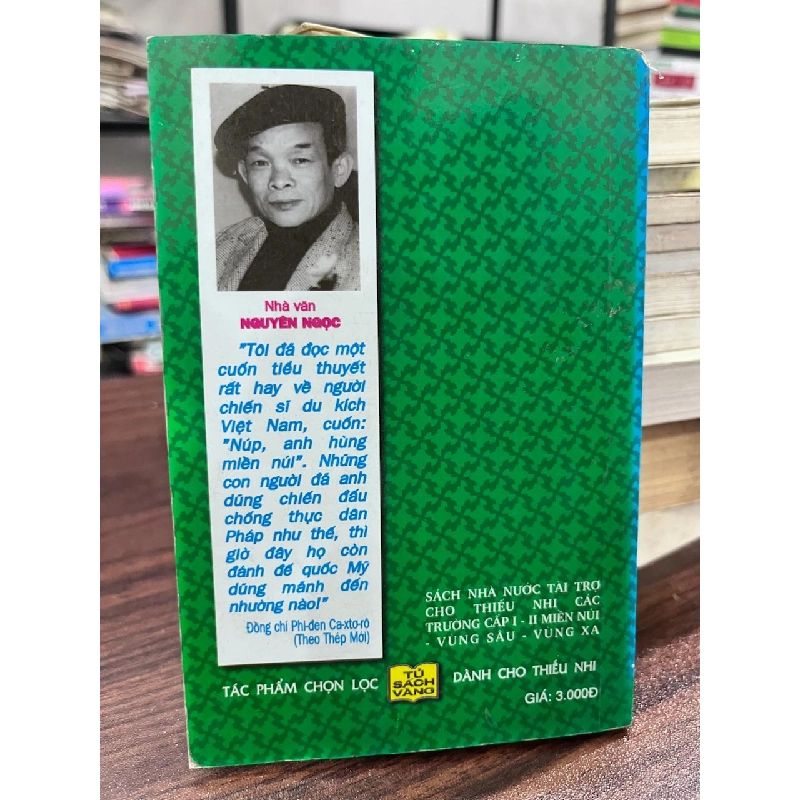 Nhà văn
NGUYÊN NGỌC
"Tôi đã đọc một
cuốn tiểu thuyết
rất hay về người
chiến sĩ du kích
Việt Nam, cuốn:
"Núp, anh hùng
miền núi". Những
con người đã anh
dũng chiến đấu
chống thực dân
Pháp như thế, thì
giờ đây họ còn
đánh đế quốc Mỹ
dũng mãnh đến
nhường nào!"
Đồng chí Phi-đen Ca-xto-rô
(Theo Thép Mới)
SÁCH NHÀ NƯỚC TÀI TRỢ
CHO THIẾU NHI CÁC
TRƯỜNG CẤP I - II MIỀN NÚI
- VÙNG SÂU - VÙNG XA
TÁC PHẨM CHỌN LỌC
TỦ
SÁCH
VÀNG
DÀNH CHO THIẾU NHI
GIÁ: 3.000Đ